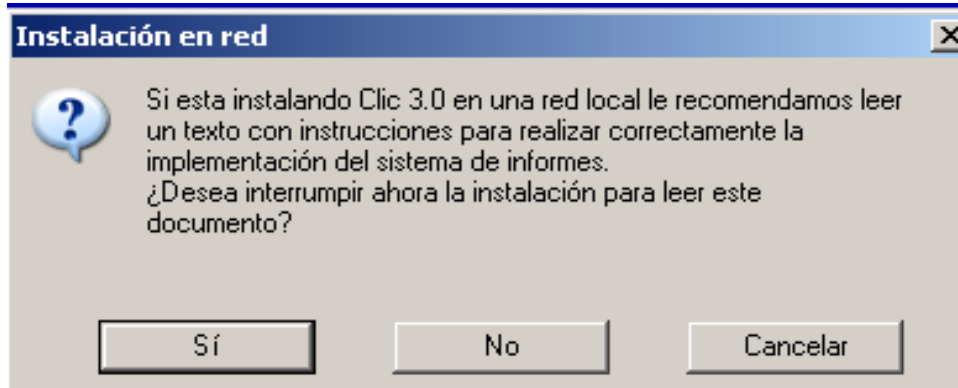 Instalación en red
Si esta instalando Clic 3.0 en una red local le recomendamos leer
un texto con instrucciones para realizar correctamente la
implementación del sistema de informes.
¿Desea interrumpir ahora la instalación para leer este
documento?
Sí
No
Cancelar